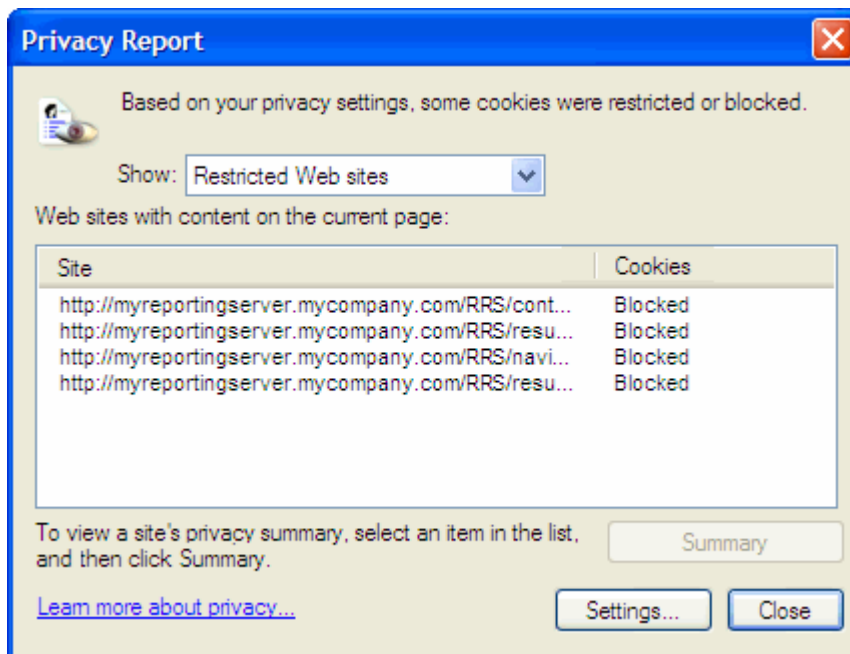 Privacy Report
Based on your privacy settings, some cookies were restricted or blocked.
Show: Restricted Web sites
Web sites with content on the current page:
Site Cookies
http://myreportingserver.mycompany.com/RRS/cont... Blocked
http://myreportingserver.mycompany.com/RRS/resu... Blocked
http://myreportingserver.mycompany.com/RRS/navi... Blocked
http://myreportingserver.mycompany.com/RRS/resu... Blocked
To view a site's privacy summary, select an item in the list,
and then click Summary.
Summary
Learn more about privacy...
Settings... Close